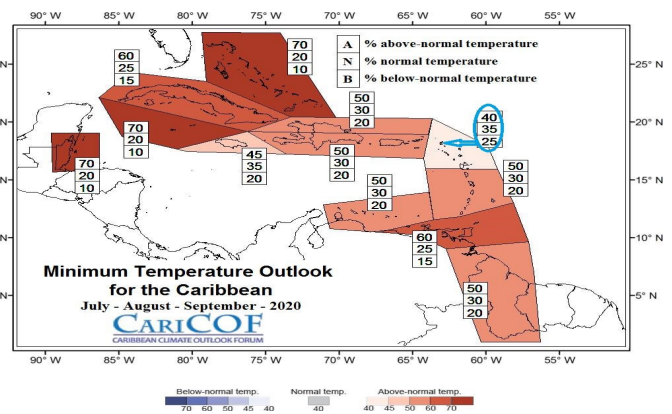 90° W 85° W 80° W 75° W 70° W 65° W 60° W 55° W
A % above-normal temperature
N % normal temperature
B % below-normal temperature
25° N
20° N
15° N
10° N
5° N
25° N
20° N
15° N
10° N
5° N
70
20
10
60
25
15
50
30
20
40
35
25
70
20
10
70
20
10
45
35
20
50
30
20
50
30
20
50
30
20
60
25
15
50
30
20
Minimum Temperature Outlook
for the Caribbean
July - August - September - 2020
CARICOF
CARIBBEAN CLIMATE OUTLOOK FORUM
90° W 85° W 80° W 75° W 70° W 65° W 60° W 55° W
Below-normal temp. Normal temp. Above-normal temp.
70 60 50 45 40 40 40 45 50 60 70